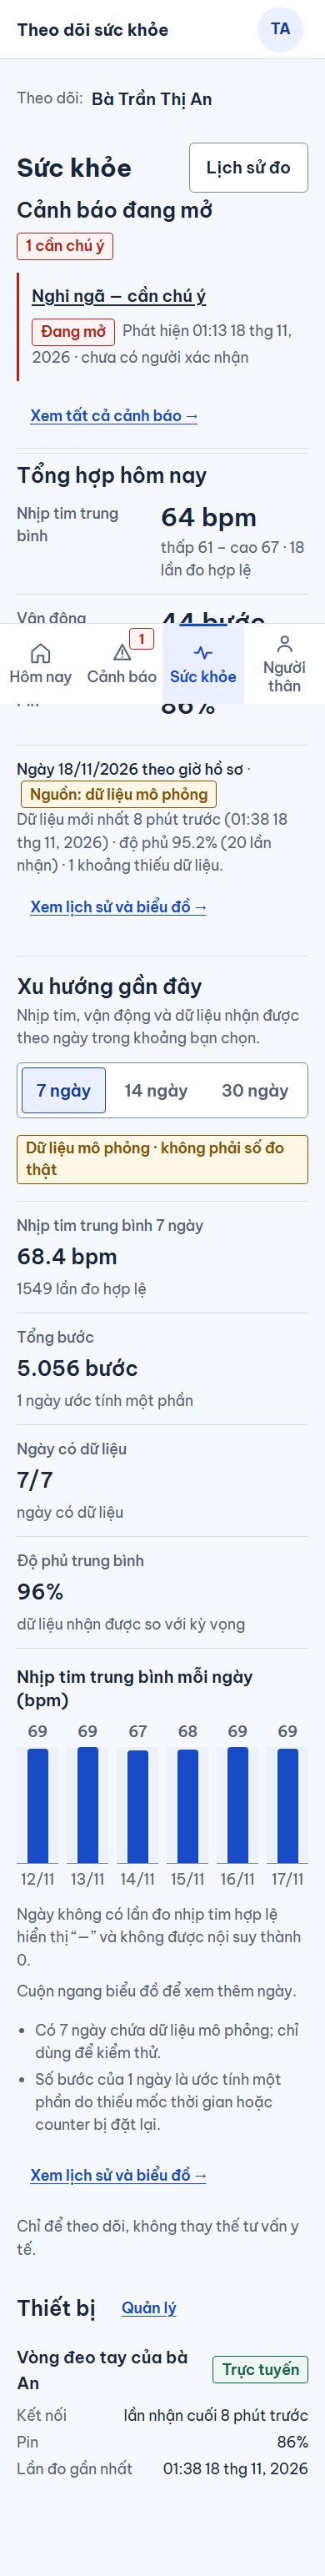 Theo dõi sức khỏe
TA
Theo dõi: Bà Trần Thị An
Sức khỏe
Lịch sử đo
Cảnh báo đang mở
1 cần chú ý
Nghi ngã — cần chú ý
Đang mở Phát hiện 01:13 18 thg 11,
2026 · chưa có người xác nhận
Xem tất cả cảnh báo →
Tổng hợp hôm nay
Nhịp tim trung
bình
64 bpm
thấp 61 – cao 67 · 18
lần đo hợp lệ
Vận động
44 bước
1
Hôm nay
Cảnh báo
Sức khỏe
Người
thân
Pin
86%
Ngày 18/11/2026 theo giờ hồ sơ ·
Nguồn: dữ liệu mô phỏng
Dữ liệu mới nhất 8 phút trước (01:38 18
thg 11, 2026) · độ phủ 95.2% (20 lần
nhận) · 1 khoảng thiếu dữ liệu.
Xem lịch sử và biểu đồ →
Xu hướng gần đây
Nhịp tim, vận động và dữ liệu nhận được
theo ngày trong khoảng bạn chọn.
7 ngày
14 ngày
30 ngày
Dữ liệu mô phỏng · không phải số đo
thật
Nhịp tim trung bình 7 ngày
68.4 bpm
1549 lần đo hợp lệ
Tổng bước
5.056 bước
1 ngày ước tính một phần
Ngày có dữ liệu
7/7
ngày có dữ liệu
Độ phủ trung bình
96%
dữ liệu nhận được so với kỳ vọng
Nhịp tim trung bình mỗi ngày
(bpm)
69 69 67 68 69 69
12/11 13/11 14/11 15/11 16/11 17/11
Ngày không có lần đo nhịp tim hợp lệ
hiển thị “—” và không được nội suy thành
0.
Cuộn ngang biểu đồ để xem thêm ngày.
• Có 7 ngày chứa dữ liệu mô phỏng; chỉ
dùng để kiểm thử.
• Số bước của 1 ngày là ước tính một
phần do thiếu mốc thời gian hoặc
counter bị đặt lại.
Xem lịch sử và biểu đồ →
Chỉ để theo dõi, không thay thế tư vấn y
tế.
Thiết bị
Quản lý
Vòng đeo tay của bà
An
Trực tuyến
Kết nối lần nhận cuối 8 phút trước
Pin 86%
Lần đo gần nhất 01:38 18 thg 11, 2026